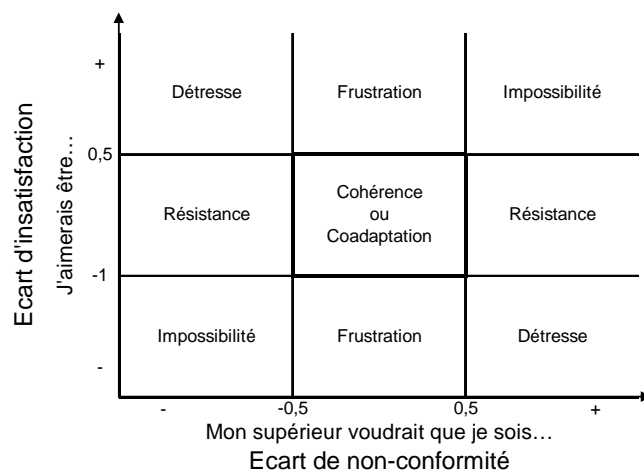 +
Détresse
Frustration
Impossibilité
0,5
Ecart d'insatisfaction
J'aimerais être…
Résistance
Cohérence
ou
Coadaptation
Résistance
-1
Impossibilité
Frustration
Détresse
-
-
-0,5
0,5
+
Mon supérieur voudrait que je sois…
Ecart de non-conformité